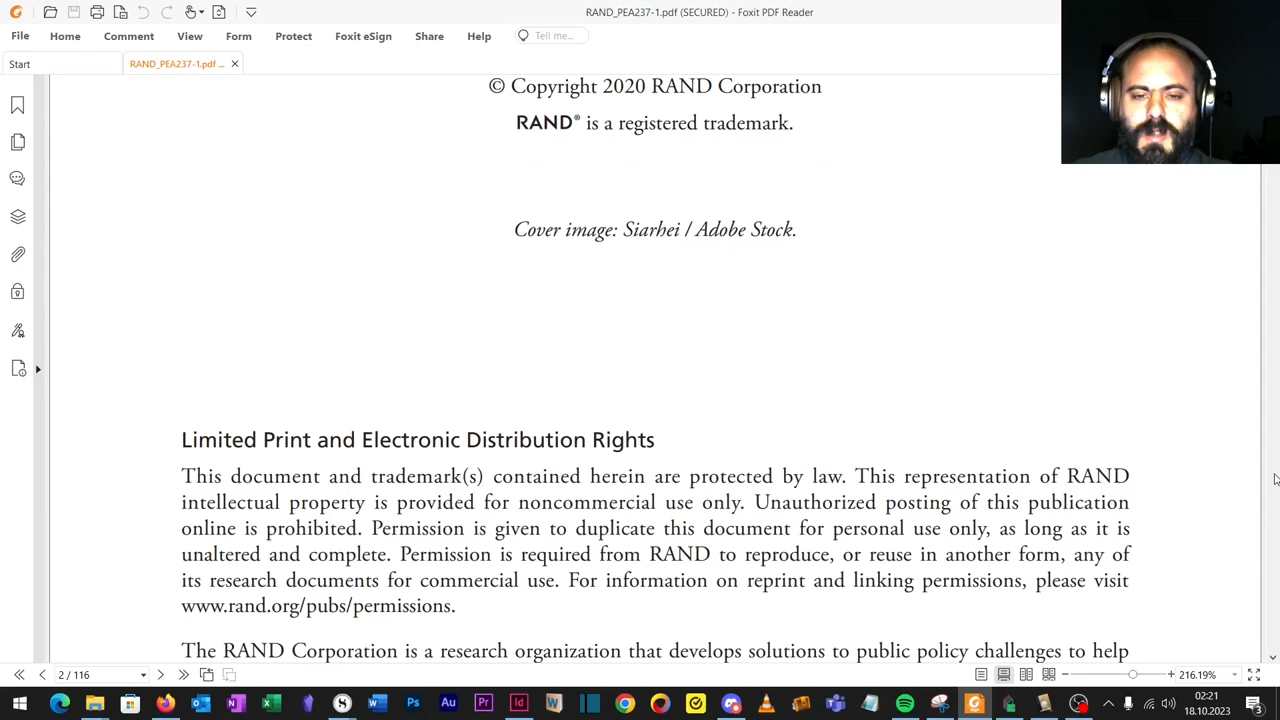 RAND_PEA237-1.pdf (SECURED) - Foxit PDF Reader
File Home Comment View Form Protect Foxit eSign Share Help Tell me...
Start RAND_PEA237-1.pdf ...
© Copyright 2020 RAND Corporation
RAND® is a registered trademark.
Cover image: Siarhei / Adobe Stock.
Limited Print and Electronic Distribution Rights
This document and trademark(s) contained herein are protected by law. This representation of RAND
intellectual property is provided for noncommercial use only. Unauthorized posting of this publication
online is prohibited. Permission is given to duplicate this document for personal use only, as long as it is
unaltered and complete. Permission is required from RAND to reproduce, or reuse in another form, any of
its research documents for commercial use. For information on reprint and linking permissions, please visit
www.rand.org/pubs/permissions.
The RAND Corporation is a research organization that develops solutions to public policy challenges to help
2 / 116
216.19%
Ps Au Pr Id
02:21
18.10.2023
3